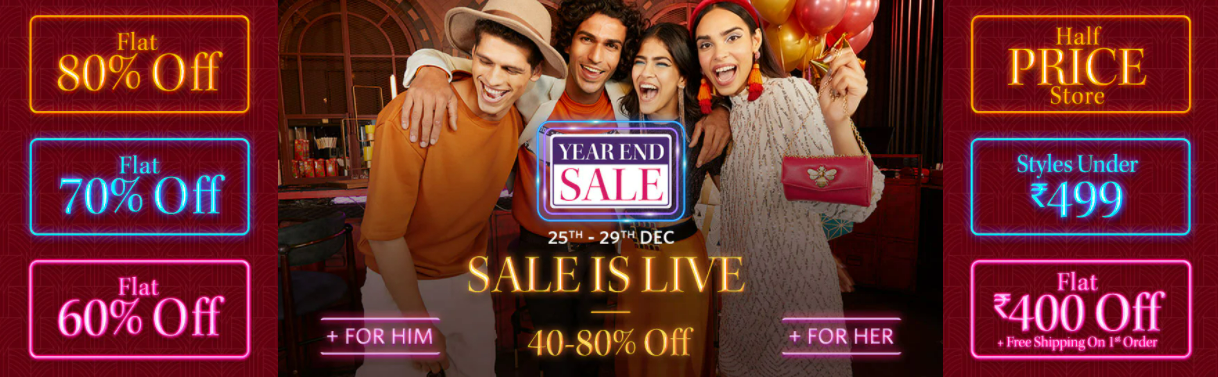 Flat
80% Off
Flat
70% Off
Flat
60% Off
YEAR END
SALE
25TH - 29TH DEC
SALE IS LIVE
40-80% Off
+ FOR HIM
+ FOR HER
Half
PRICE
Store
Styles Under
₹499
Flat
₹400 Off
+ Free Shipping On 1st Order